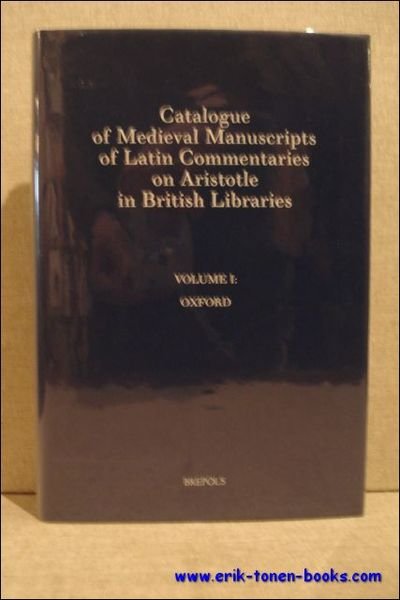 Catalogue
of Medieval Manuscripts
of Latin Commentaries
on Aristotle
in British Libraries
VOLUME I:
OXFORD
BREPOLS
www.erik-tonen-books.com